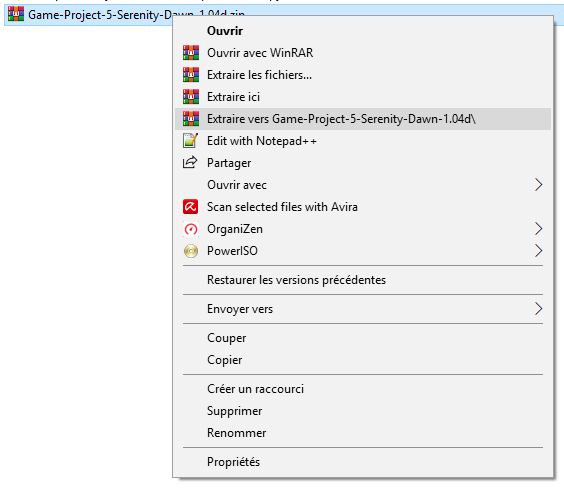 Game-Project-5-Serenity-Dawn-1.04d.zip
Ouvrir
Ouvrir avec WinRAR
Extraire les fichiers...
Extraire ici
Extraire vers Game-Project-5-Serenity-Dawn-1.04d\
Edit with Notepad++
Partager
Ouvrir avec
Scan selected files with Avira
OrganiZen
PowerISO
Restaurer les versions précédentes
Envoyer vers
Couper
Copier
Créer un raccourci
Supprimer
Renommer
Propriétés